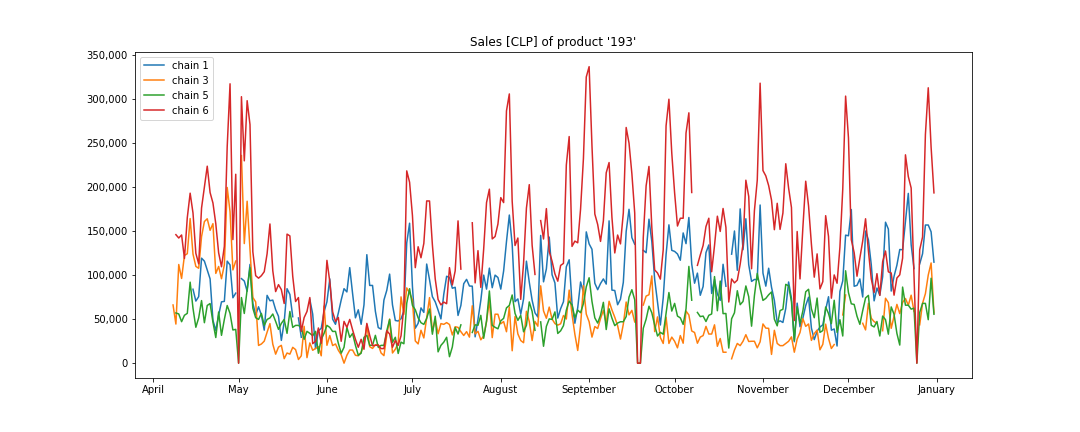 Sales [CLP] of product '193'
350,000
300,000
250,000
200,000
150,000
100,000
50,000
0
chain 1
chain 3
chain 5
chain 6
April May June July August September October November December January